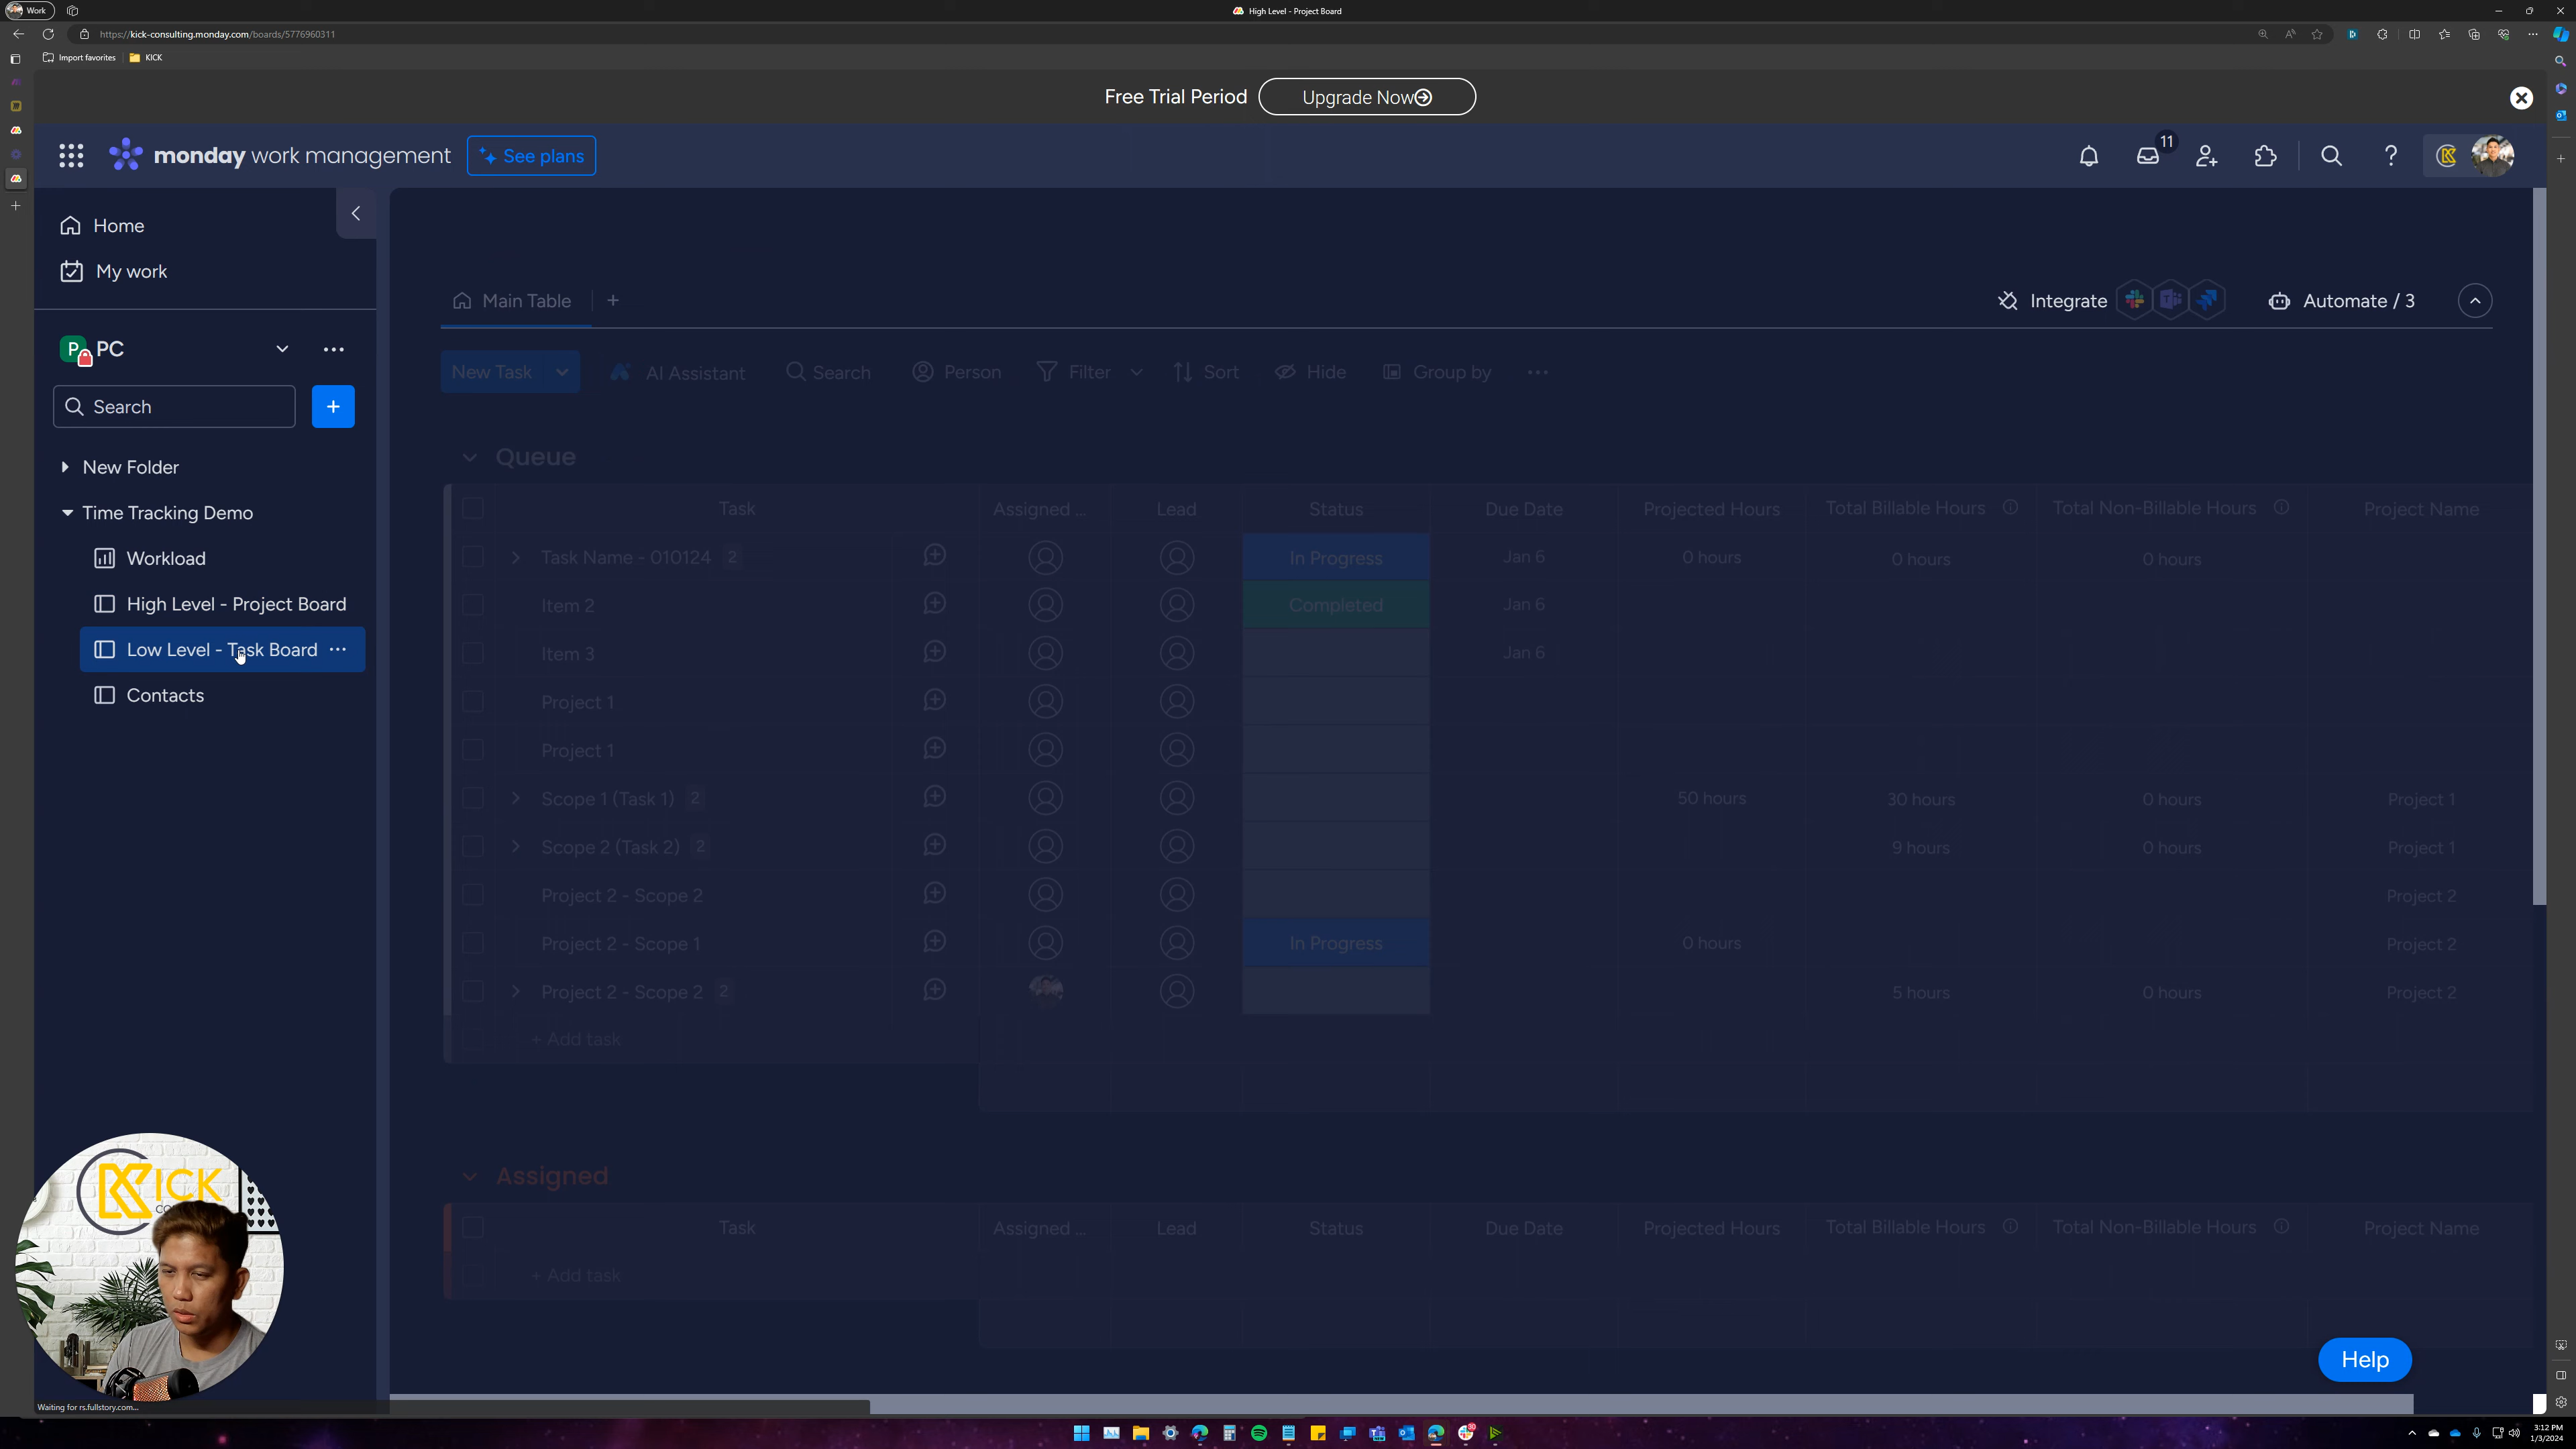 Work
High Level - Project Board
https://kick-consulting.monday.com/boards/5776960311
Import favorites
KICK
Free Trial Period
Upgrade Now
monday work management
See plans
11
Home
My work
Main Table
Integrate
Automate / 3
P
PC
New Task
AI Assistant
Search
Person
Filter
Sort
Hide
Group by
Search
New Folder
Time Tracking Demo
Workload
High Level - Project Board
Low Level - Task Board
Contacts
Queue
Task Assigned ... Lead Status Due Date Projected Hours Total Billable Hours Total Non-Billable Hours Project Name
Task Name - 010124 2 In Progress Jan 6 0 hours 0 hours 0 hours
Item 2 Completed Jan 6
Item 3 Jan 6
Project 1
Project 1
Scope 1 (Task 1) 2 50 hours 30 hours 0 hours Project 1
Scope 2 (Task 2) 2 9 hours 0 hours Project 1
Project 2 - Scope 2 Project 2
Project 2 - Scope 1 In Progress 0 hours Project 2
Project 2 - Scope 2 2 5 hours 0 hours Project 2
+ Add task
Assigned
Task Assigned ... Lead Status Due Date Projected Hours Total Billable Hours Total Non-Billable Hours Project Name
+ Add task
KICK
Help
Waiting for rs.fullstory.com...
3:12 PM
1/3/2024